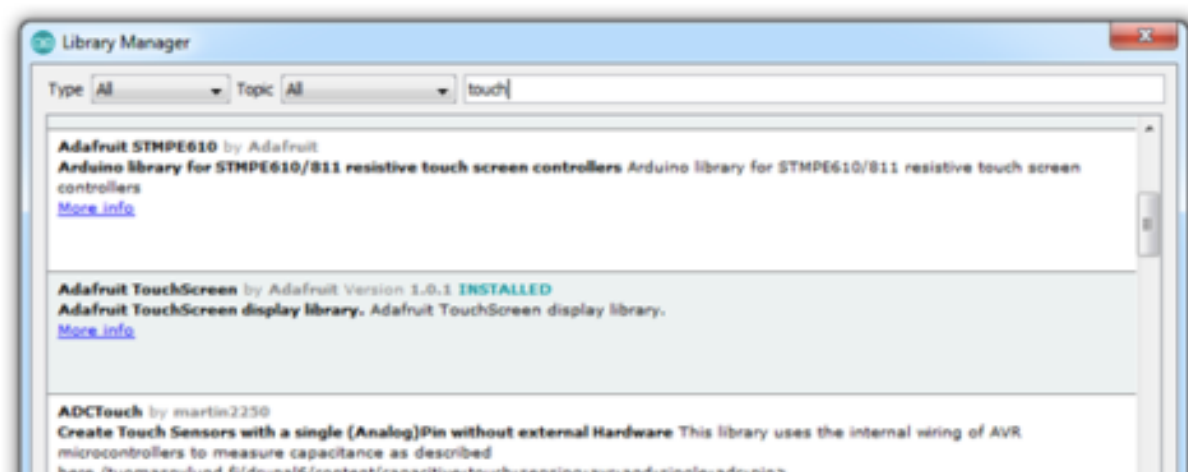 Library Manager
Type All Topic All touch
Adafruit STMPE610 by Adafruit
Arduino library for STMPE610/811 resistive touch screen controllers Arduino library for STMPE610/811 resistive touch screen
controllers
More info
Adafruit TouchScreen by Adafruit Version 1.0.1 INSTALLED
Adafruit TouchScreen display library. Adafruit TouchScreen display library.
More info
ADCTouch by martin2250
Create Touch Sensors with a single (Analog)Pin without external Hardware This library uses the internal wiring of AVR
microcontrollers to measure capacitance as described